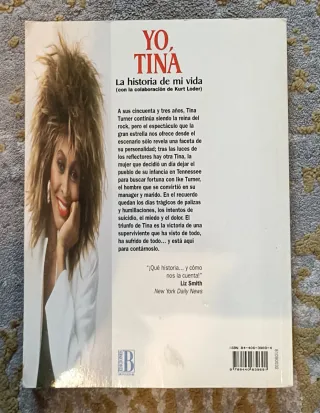 YO,
TINA
La historia de mi vida
(con la colaboración de Kurt Loder)
A sus cincuenta y tres años, Tina
Turner continúa siendo la reina del
rock, pero el espectáculo que la
gran estrella nos ofrece desde el
escenario sólo revela una faceta de
su personalidad; tras las luces de
los reflectores hay otra Tina, la
mujer que decidió un día dejar el
pueblo de su infancia en Tennessee
para buscar fortuna con Ike Turner,
el hombre que se convirtió en su
manager y marido. En el recuerdo
quedan los días trágicos de palizas
y humillaciones, los intentos de
suicidio, el miedo y el dolor. El
triunfo de Tina es la victoria de una
superviviente que ha visto de todo,
ha sufrido de todo... y está aquí
para contárnoslo.
"¡Qué historia... y cómo
nos la cuenta!"
Liz Smith
New York Daily News
EDICIONES
B